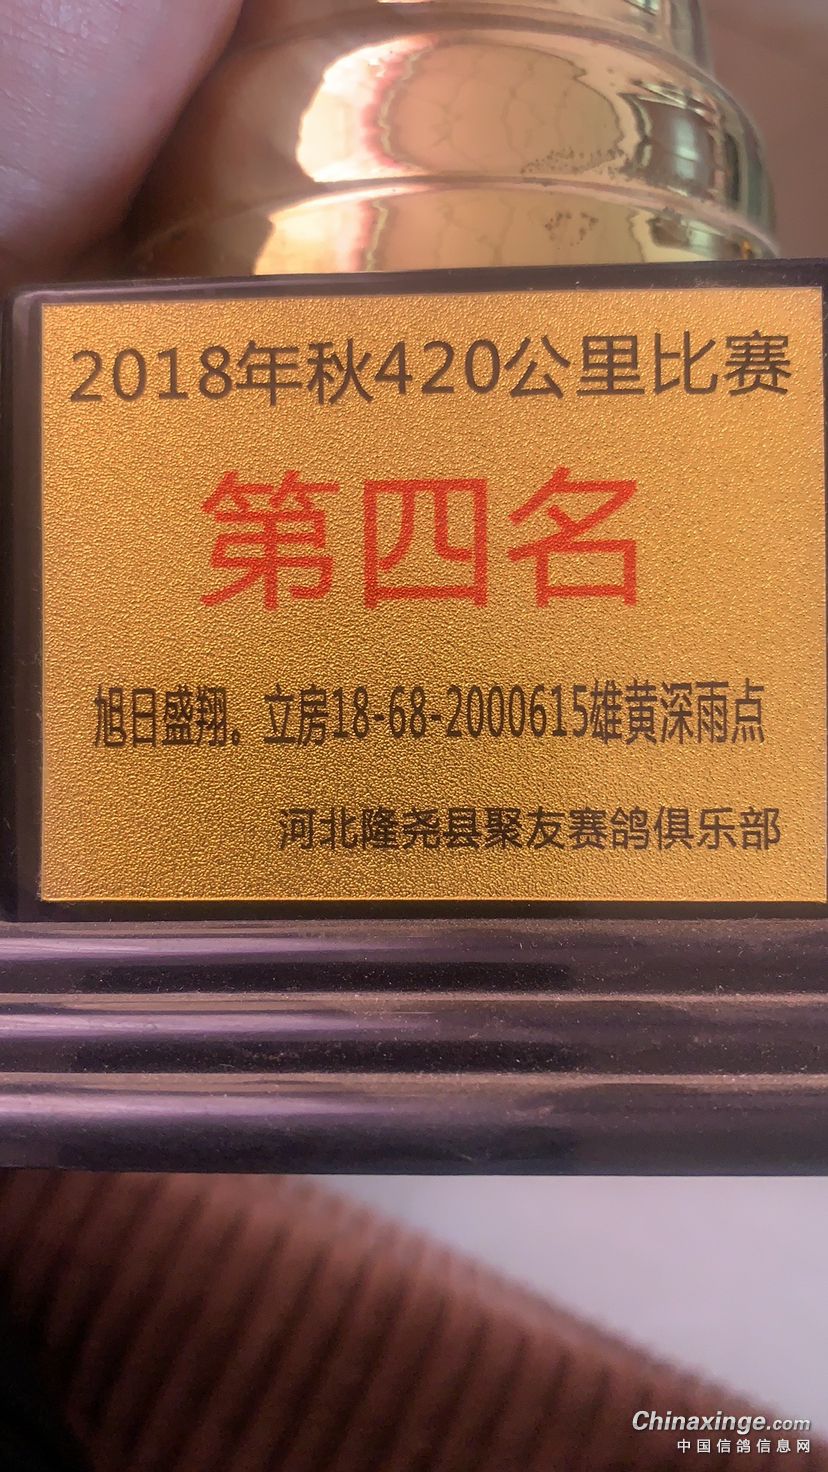 2018年秋420公里比赛
第四名
旭日盛翔。立房18-68-2000615雄黄深雨点
河北隆尧县聚友赛鸽俱乐部
Chinaxinge.com
中国信鸽信息网